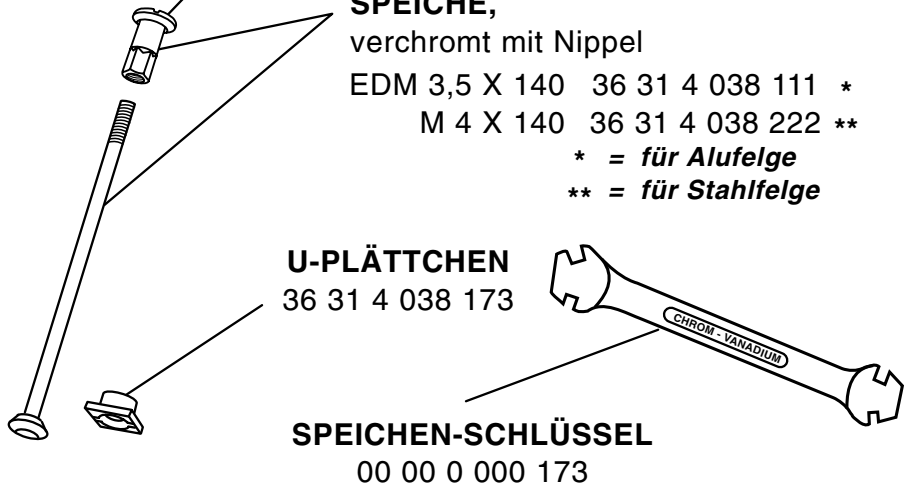 SPEICHE,
verchromt mit Nippel
EDM 3,5 X 140 36 31 4 038 111 *
M 4 X 140 36 31 4 038 222 **
* = für Alufelge
** = für Stahlfelge
U-PLÄTTCHEN
36 31 4 038 173
CHROM - VANADIUM
SPEICHEN-SCHLÜSSEL
00 00 0 000 173